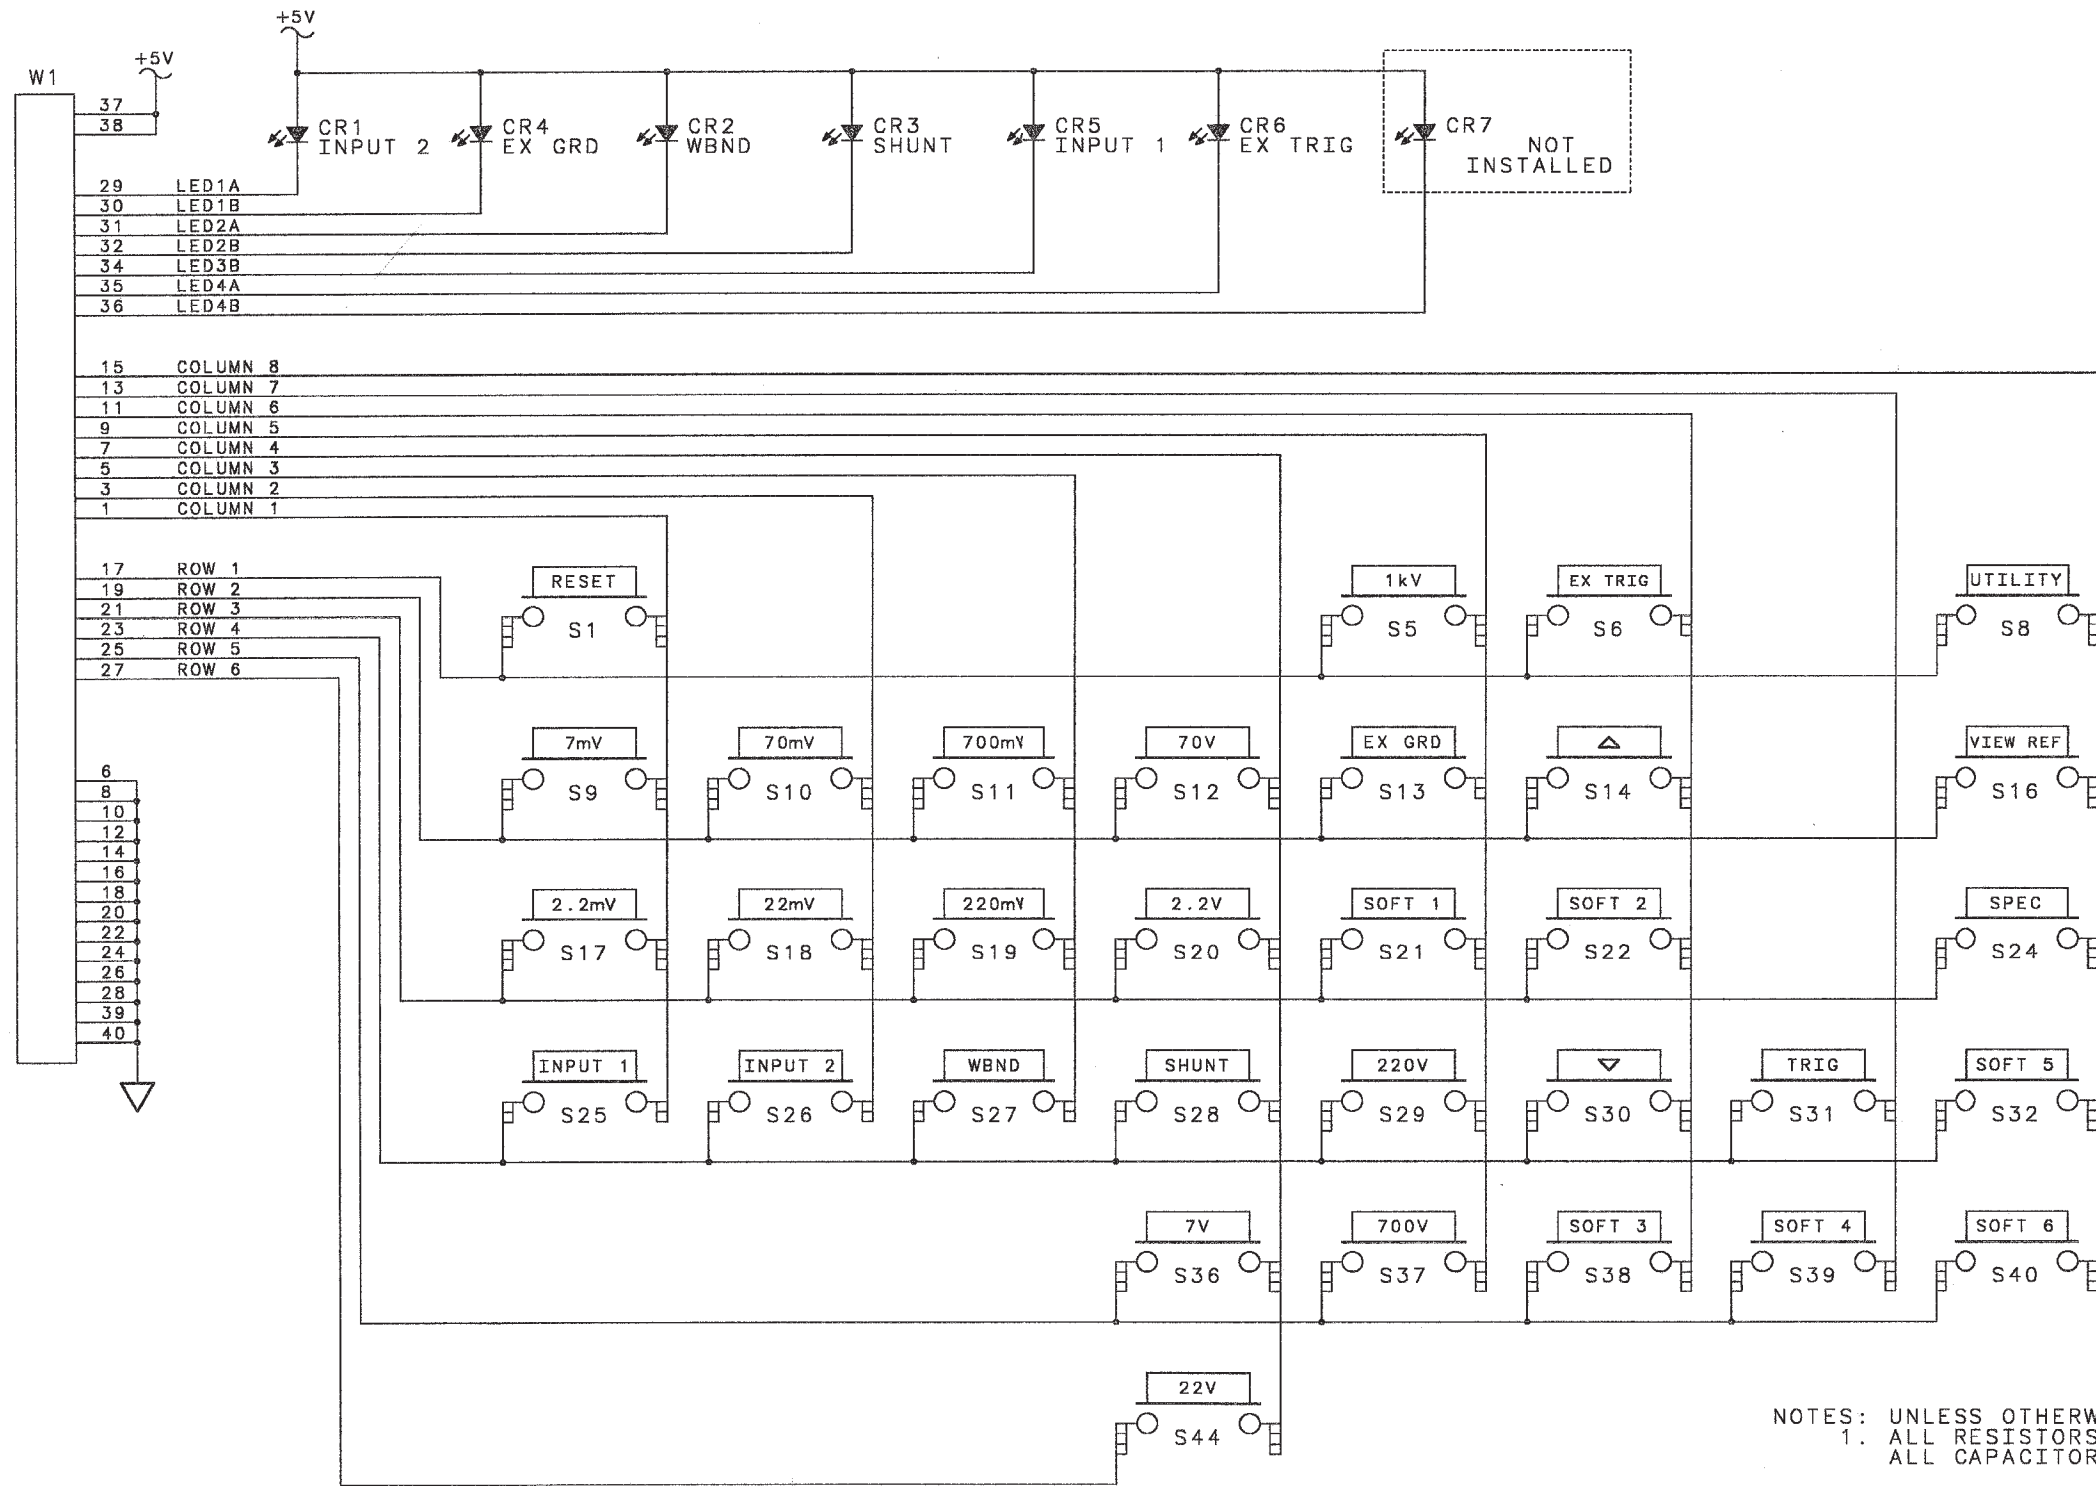 +5V
+5V
W1
37
38
CR1
INPUT 2
CR4
EX GRD
CR2
WBND
CR3
SHUNT
CR5
INPUT 1
CR6
EX TRIG
CR7
NOT
INSTALLED
29 LED1A
30 LED1B
31 LED2A
32 LED2B
34 LED3B
35 LED4A
36 LED4B
15 COLUMN 8
13 COLUMN 7
11 COLUMN 6
9 COLUMN 5
7 COLUMN 4
5 COLUMN 3
3 COLUMN 2
1 COLUMN 1
17 ROW 1
19 ROW 2
21 ROW 3
23 ROW 4
25 ROW 5
27 ROW 6
RESET 1kV EX TRIG UTILITY
S1 S5 S6 S8
7mV 70mV 700mV 70V EX GRD VIEW REF
S9 S10 S11 S12 S13 S14 S16
6
8
10
12
14
16
18
20
22
24
26
28
39
40
2.2mV 22mV 220mV 2.2V SOFT 1 SOFT 2 SPEC
S17 S18 S19 S20 S21 S22 S24
INPUT 1 INPUT 2 WBND SHUNT 220V TRIG SOFT 5
S25 S26 S27 S28 S29 S30 S31 S32
7V 700V SOFT 3 SOFT 4 SOFT 6
S36 S37 S38 S39 S40
22V
S44
NOTES: UNLESS OTHERW
1. ALL RESISTORS
ALL CAPACITOR